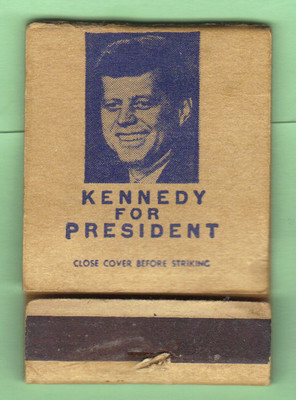 KENNEDY
FOR
PRESIDENT
CLOSE COVER BEFORE STRIKING